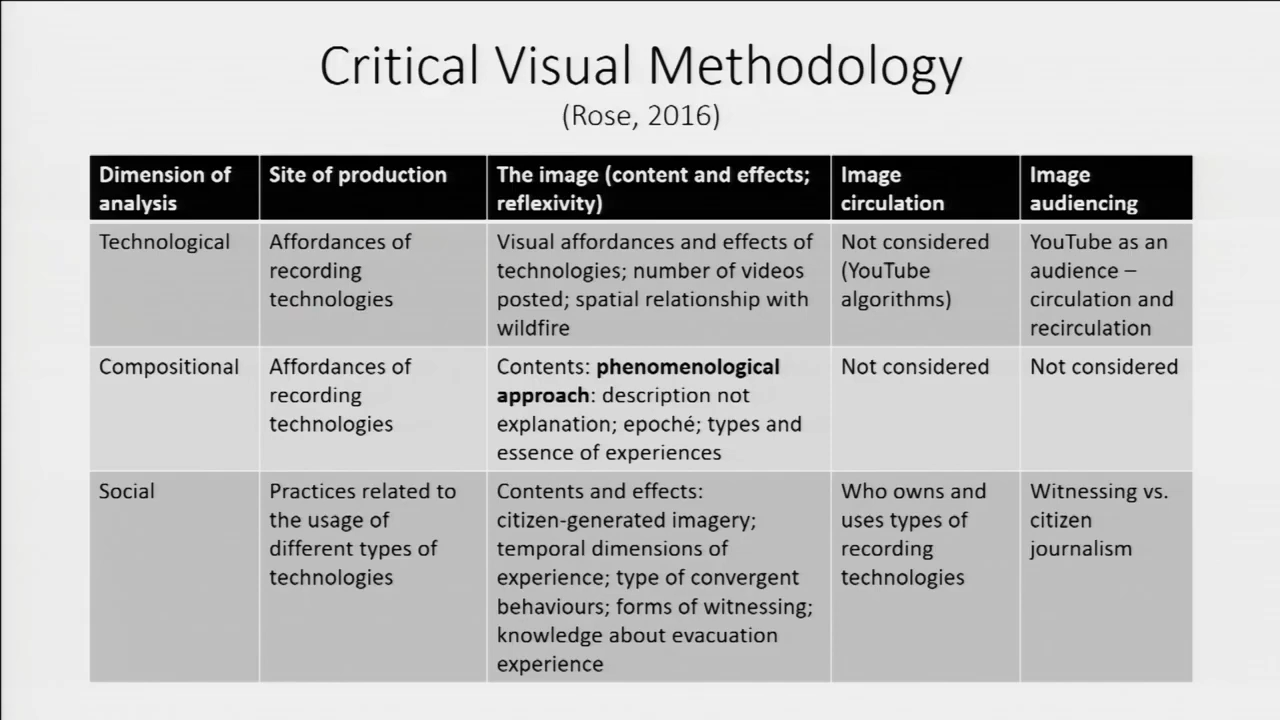 Critical Visual Methodology
(Rose, 2016)
Dimension of
analysis
Site of production
The image (content and effects;
reflexivity)
Image
circulation
Image
audiencing
Technological
Affordances of
recording
technologies
Visual affordances and effects of
technologies; number of videos
posted; spatial relationship with
wildfire
Not considered
(YouTube
algorithms)
YouTube as an
audience –
circulation and
recirculation
Compositional
Affordances of
recording
technologies
Contents: phenomenological
approach: description not
explanation; epoché; types and
essence of experiences
Not considered
Not considered
Social
Practices related to
the usage of
different types of
technologies
Contents and effects:
citizen-generated imagery;
temporal dimensions of
experience; type of convergent
behaviours; forms of witnessing;
knowledge about evacuation
experience
Who owns and
uses types of
recording
technologies
Witnessing vs.
citizen
journalism